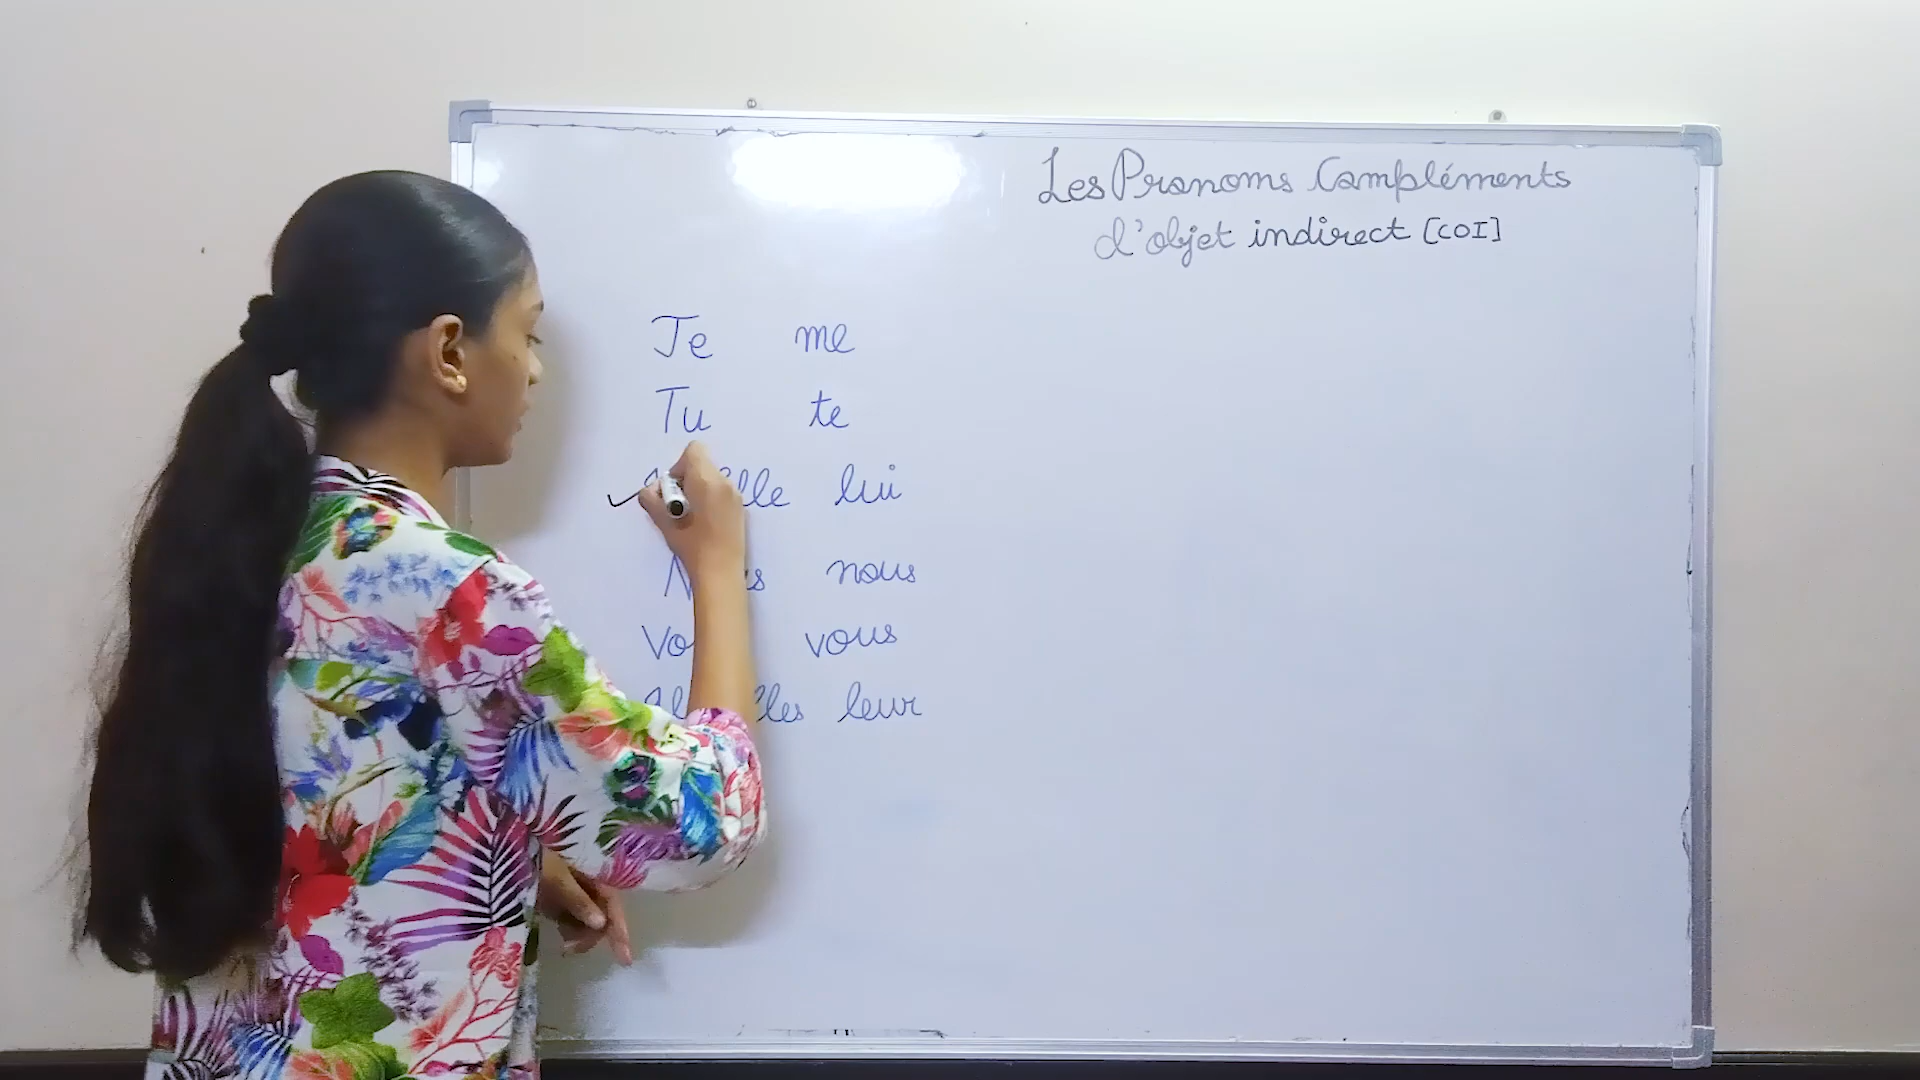 Les Pronoms Compléments
d'objet indirect [COI]
Je me
Tu te
lui
nous
vous
leur